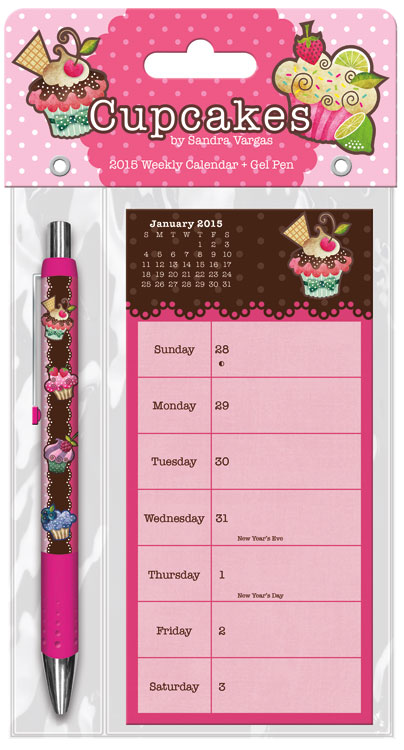 Cupcakes
by Sandra Vargas
2015 Weekly Calendar + Gel Pen
January 2015
S M T W T F S
1 2 3
4 5 6 7 8 9 10
11 12 13 14 15 16 17
18 19 20 21 22 23 24
25 26 27 28 29 30 31
Sunday 28
Monday 29
Tuesday 30
Wednesday 31
New Year's Eve
Thursday 1
New Year's Day
Friday 2
Saturday 3